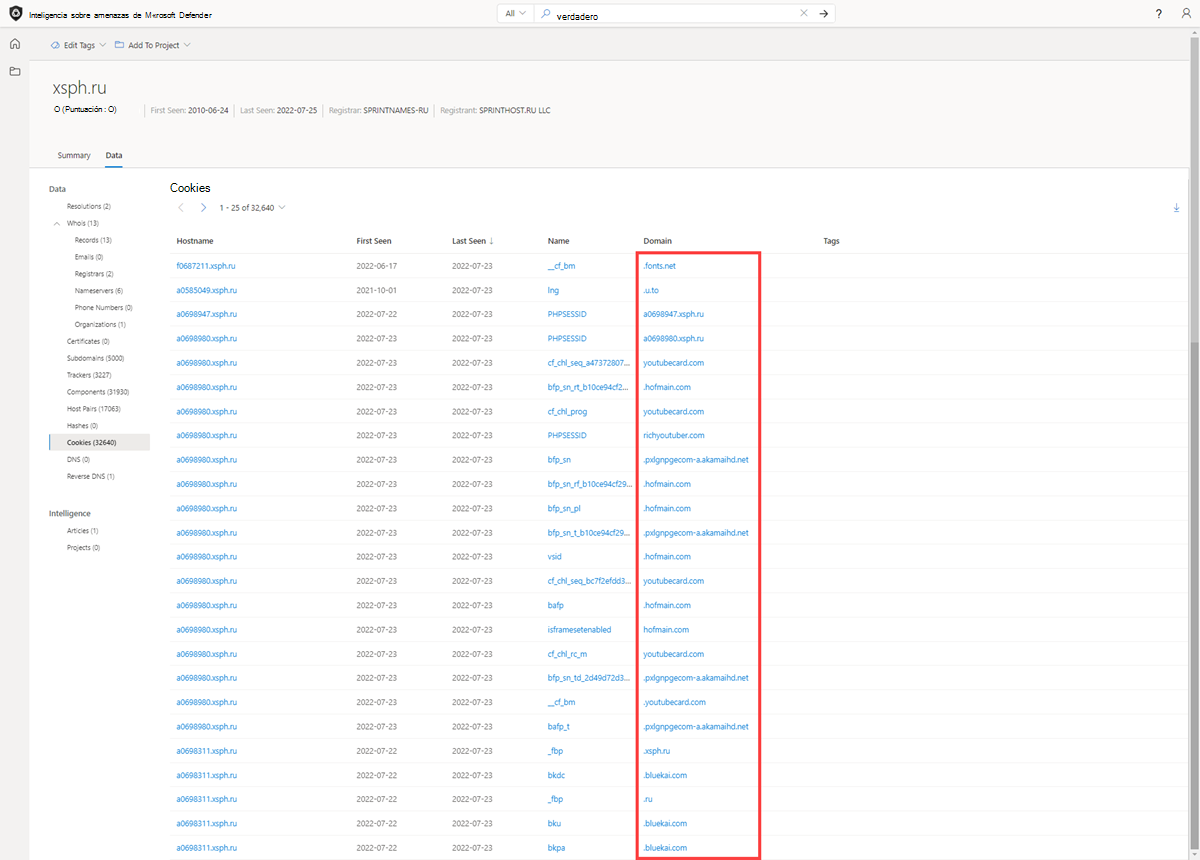 Inteligencia sobre amenazas de Microsoft Defender
All
verdadero
?
Edit Tags
Add To Project
xsph.ru
O (Puntuación : O)
First Seen: 2010-06-24
Last Seen: 2022-07-25
Registrar: SPRINTNAMES-RU
Registrant: SPRINTHOST.RU LLC
Summary
Data
Data
Resolutions (2)
Whois (13)
Records (13)
Emails (0)
Registrars (2)
Nameservers (6)
Phone Numbers (0)
Organizations (1)
Certificates (0)
Subdomains (5000)
Trackers (3227)
Components (31930)
Host Pairs (17063)
Hashes (0)
Cookies (32640)
DNS (0)
Reverse DNS (1)
Intelligence
Articles (1)
Projects (0)
Cookies
1 - 25 of 32,640
Hostname First Seen Last Seen ↓ Name Domain Tags
f0687211.xsph.ru 2022-06-17 2022-07-23 __cf_bm .fonts.net
a0585049.xsph.ru 2021-10-01 2022-07-23 lng .u.to
a0698947.xsph.ru 2022-07-22 2022-07-23 PHPSESSID a0698947.xsph.ru
a0698980.xsph.ru 2022-07-23 2022-07-23 PHPSESSID a0698980.xsph.ru
a0698980.xsph.ru 2022-07-23 2022-07-23 cf_chl_seq_a47372807... youtubecard.com
a0698980.xsph.ru 2022-07-23 2022-07-23 bfp_sn_rt_b10ce94cf2... .hofmain.com
a0698980.xsph.ru 2022-07-23 2022-07-23 cf_chl_prog youtubecard.com
a0698980.xsph.ru 2022-07-23 2022-07-23 PHPSESSID richyoutuber.com
a0698980.xsph.ru 2022-07-23 2022-07-23 bfp_sn .pxlgnpgecom-a.akamaihd.net
a0698980.xsph.ru 2022-07-23 2022-07-23 bfp_sn_rf_b10ce94cf29... .hofmain.com
a0698980.xsph.ru 2022-07-23 2022-07-23 bfp_sn_pl .hofmain.com
a0698980.xsph.ru 2022-07-23 2022-07-23 bfp_sn_t_b10ce94cf29... .pxlgnpgecom-a.akamaihd.net
a0698980.xsph.ru 2022-07-23 2022-07-23 vsid .hofmain.com
a0698980.xsph.ru 2022-07-23 2022-07-23 cf_chl_seq_bc7f2efdd3... youtubecard.com
a0698980.xsph.ru 2022-07-23 2022-07-23 bafp .hofmain.com
a0698980.xsph.ru 2022-07-23 2022-07-23 isframesetenabled hofmain.com
a0698980.xsph.ru 2022-07-23 2022-07-23 cf_chl_rc_m youtubecard.com
a0698980.xsph.ru 2022-07-23 2022-07-23 bfp_sn_td_2d49d72d3... .pxlgnpgecom-a.akamaihd.net
a0698980.xsph.ru 2022-07-23 2022-07-23 __cf_bm .youtubecard.com
a0698980.xsph.ru 2022-07-23 2022-07-23 bafp_t .pxlgnpgecom-a.akamaihd.net
a0698311.xsph.ru 2022-07-22 2022-07-23 _fbp .xsph.ru
a0698311.xsph.ru 2022-07-22 2022-07-23 bkdc .bluekai.com
a0698311.xsph.ru 2022-07-22 2022-07-23 _fbp .ru
a0698311.xsph.ru 2022-07-22 2022-07-23 bku .bluekai.com
a0698311.xsph.ru 2022-07-22 2022-07-23 bkpa .bluekai.com